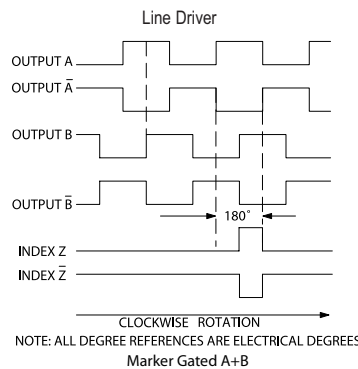 Line Driver
OUTPUT A
OUTPUT A̅
OUTPUT B
OUTPUT B̅
180°
INDEX Z
INDEX Z̅
CLOCKWISE ROTATION
NOTE: ALL DEGREE REFERENCES ARE ELECTRICAL DEGREES
Marker Gated A+B